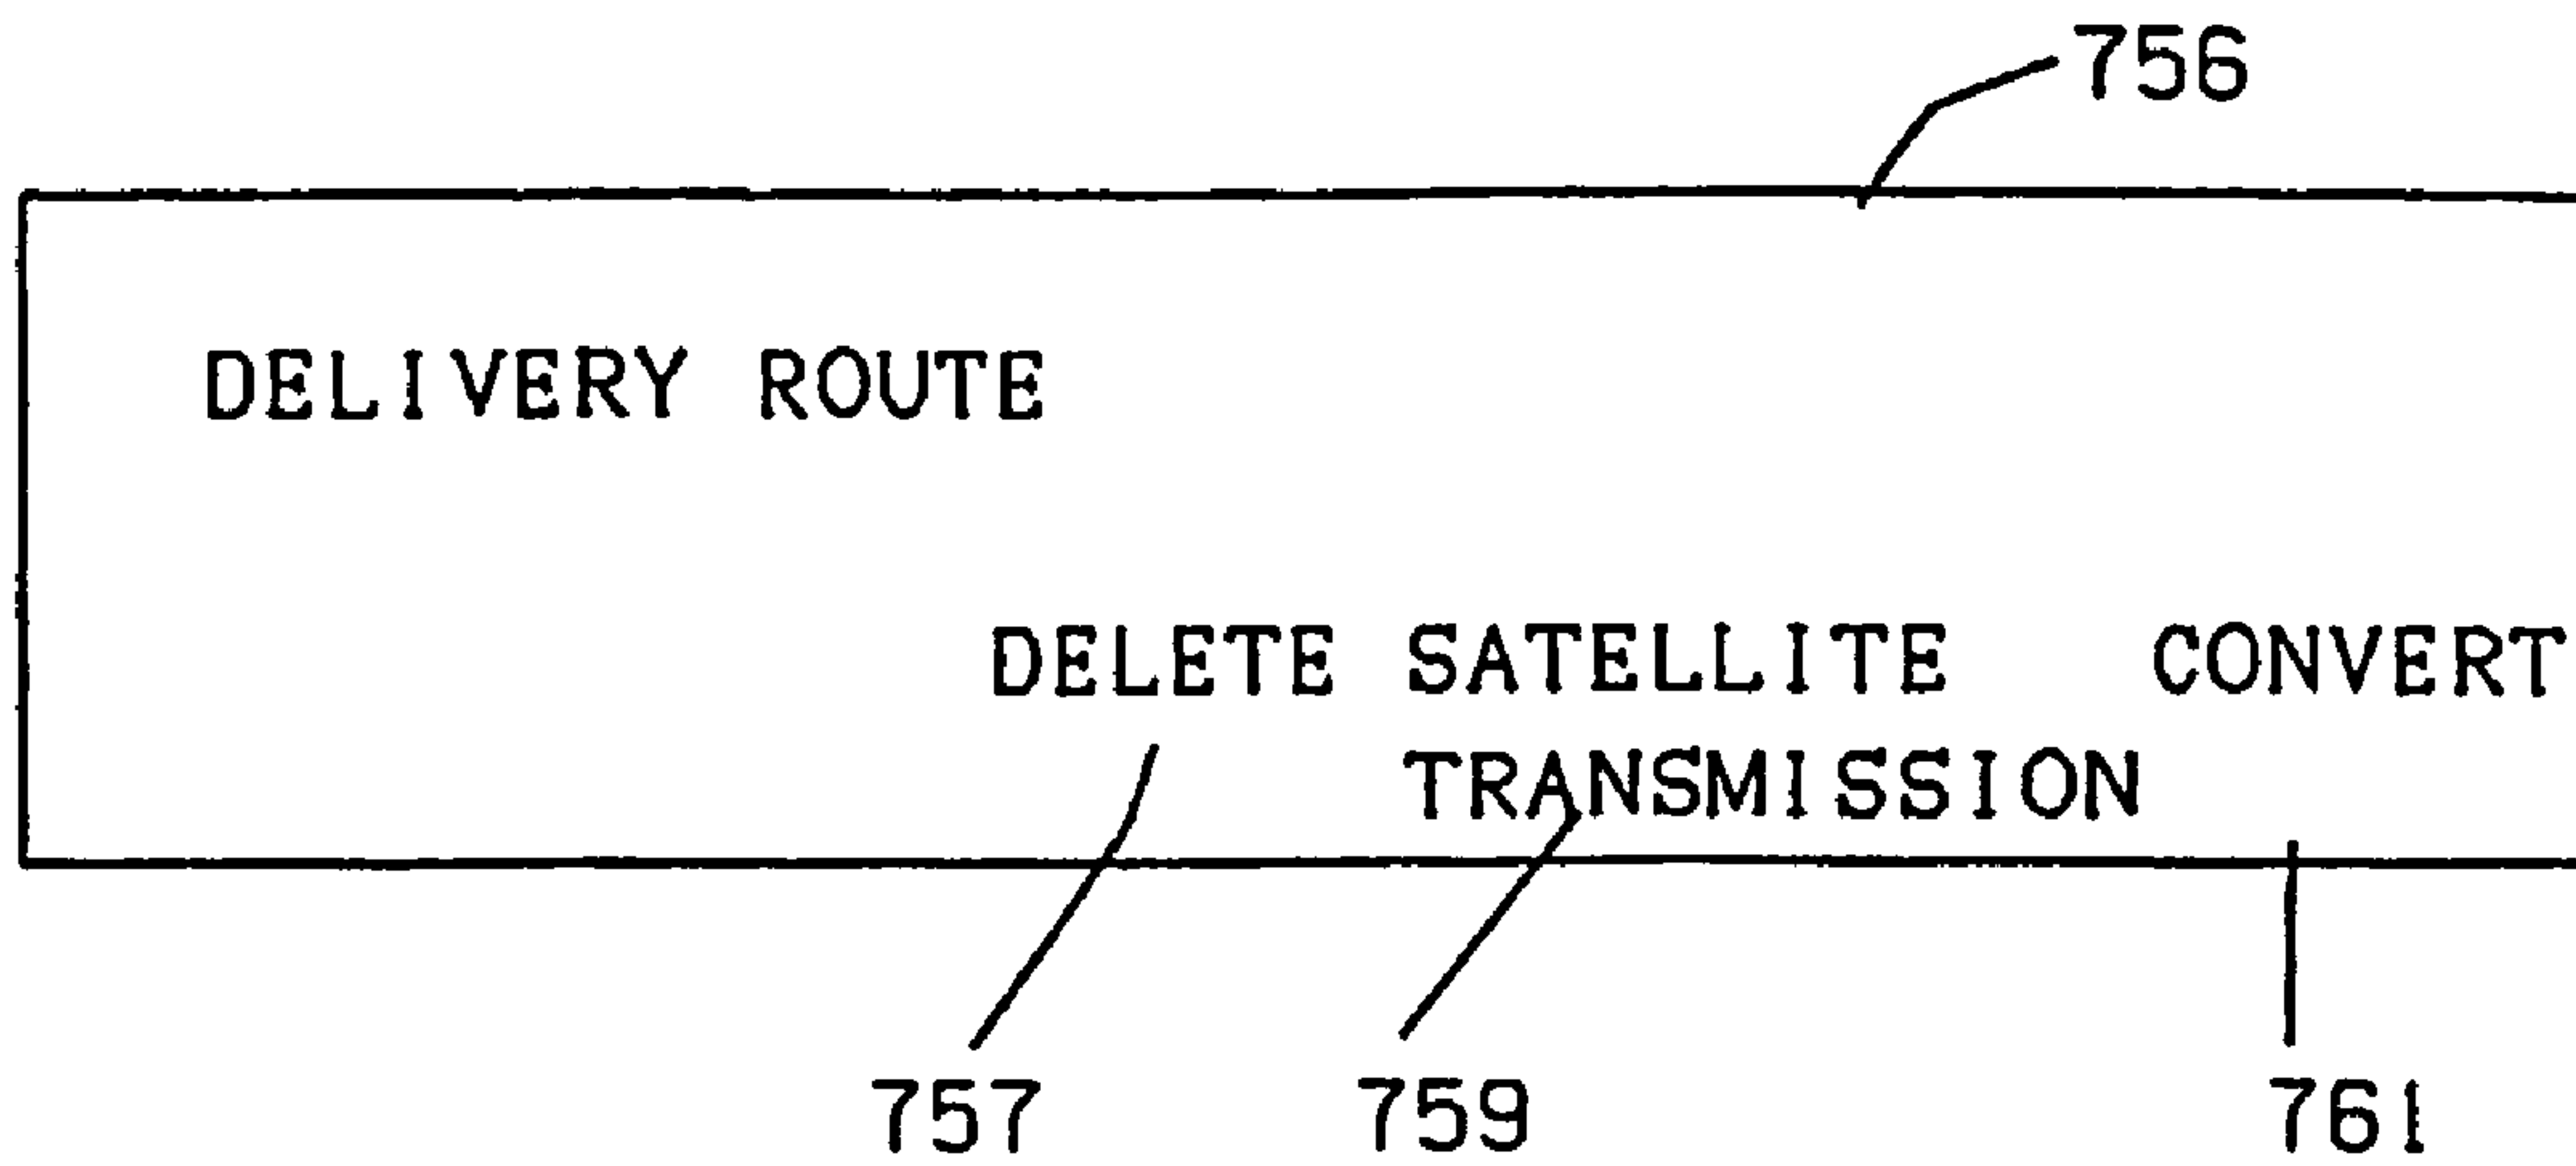 756
DELIVERY ROUTE
DELETE SATELLITE CONVERT
TRANSMISSION
757 759 761